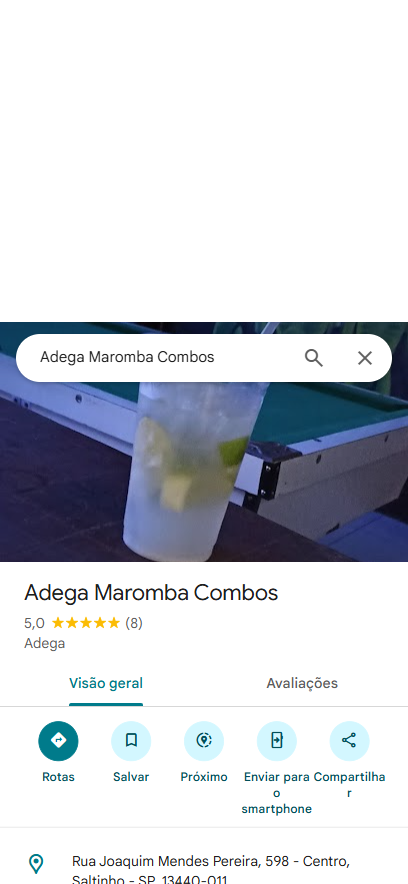 Adega Maromba Combos
Adega Maromba Combos
5,0 (8)
Adega
Visão geral
Avaliações
Rotas
Salvar
Próximo
Enviar para o smartphone
Compartilhar
Rua Joaquim Mendes Pereira, 598 - Centro,
Saltinho - SP, 13440-011